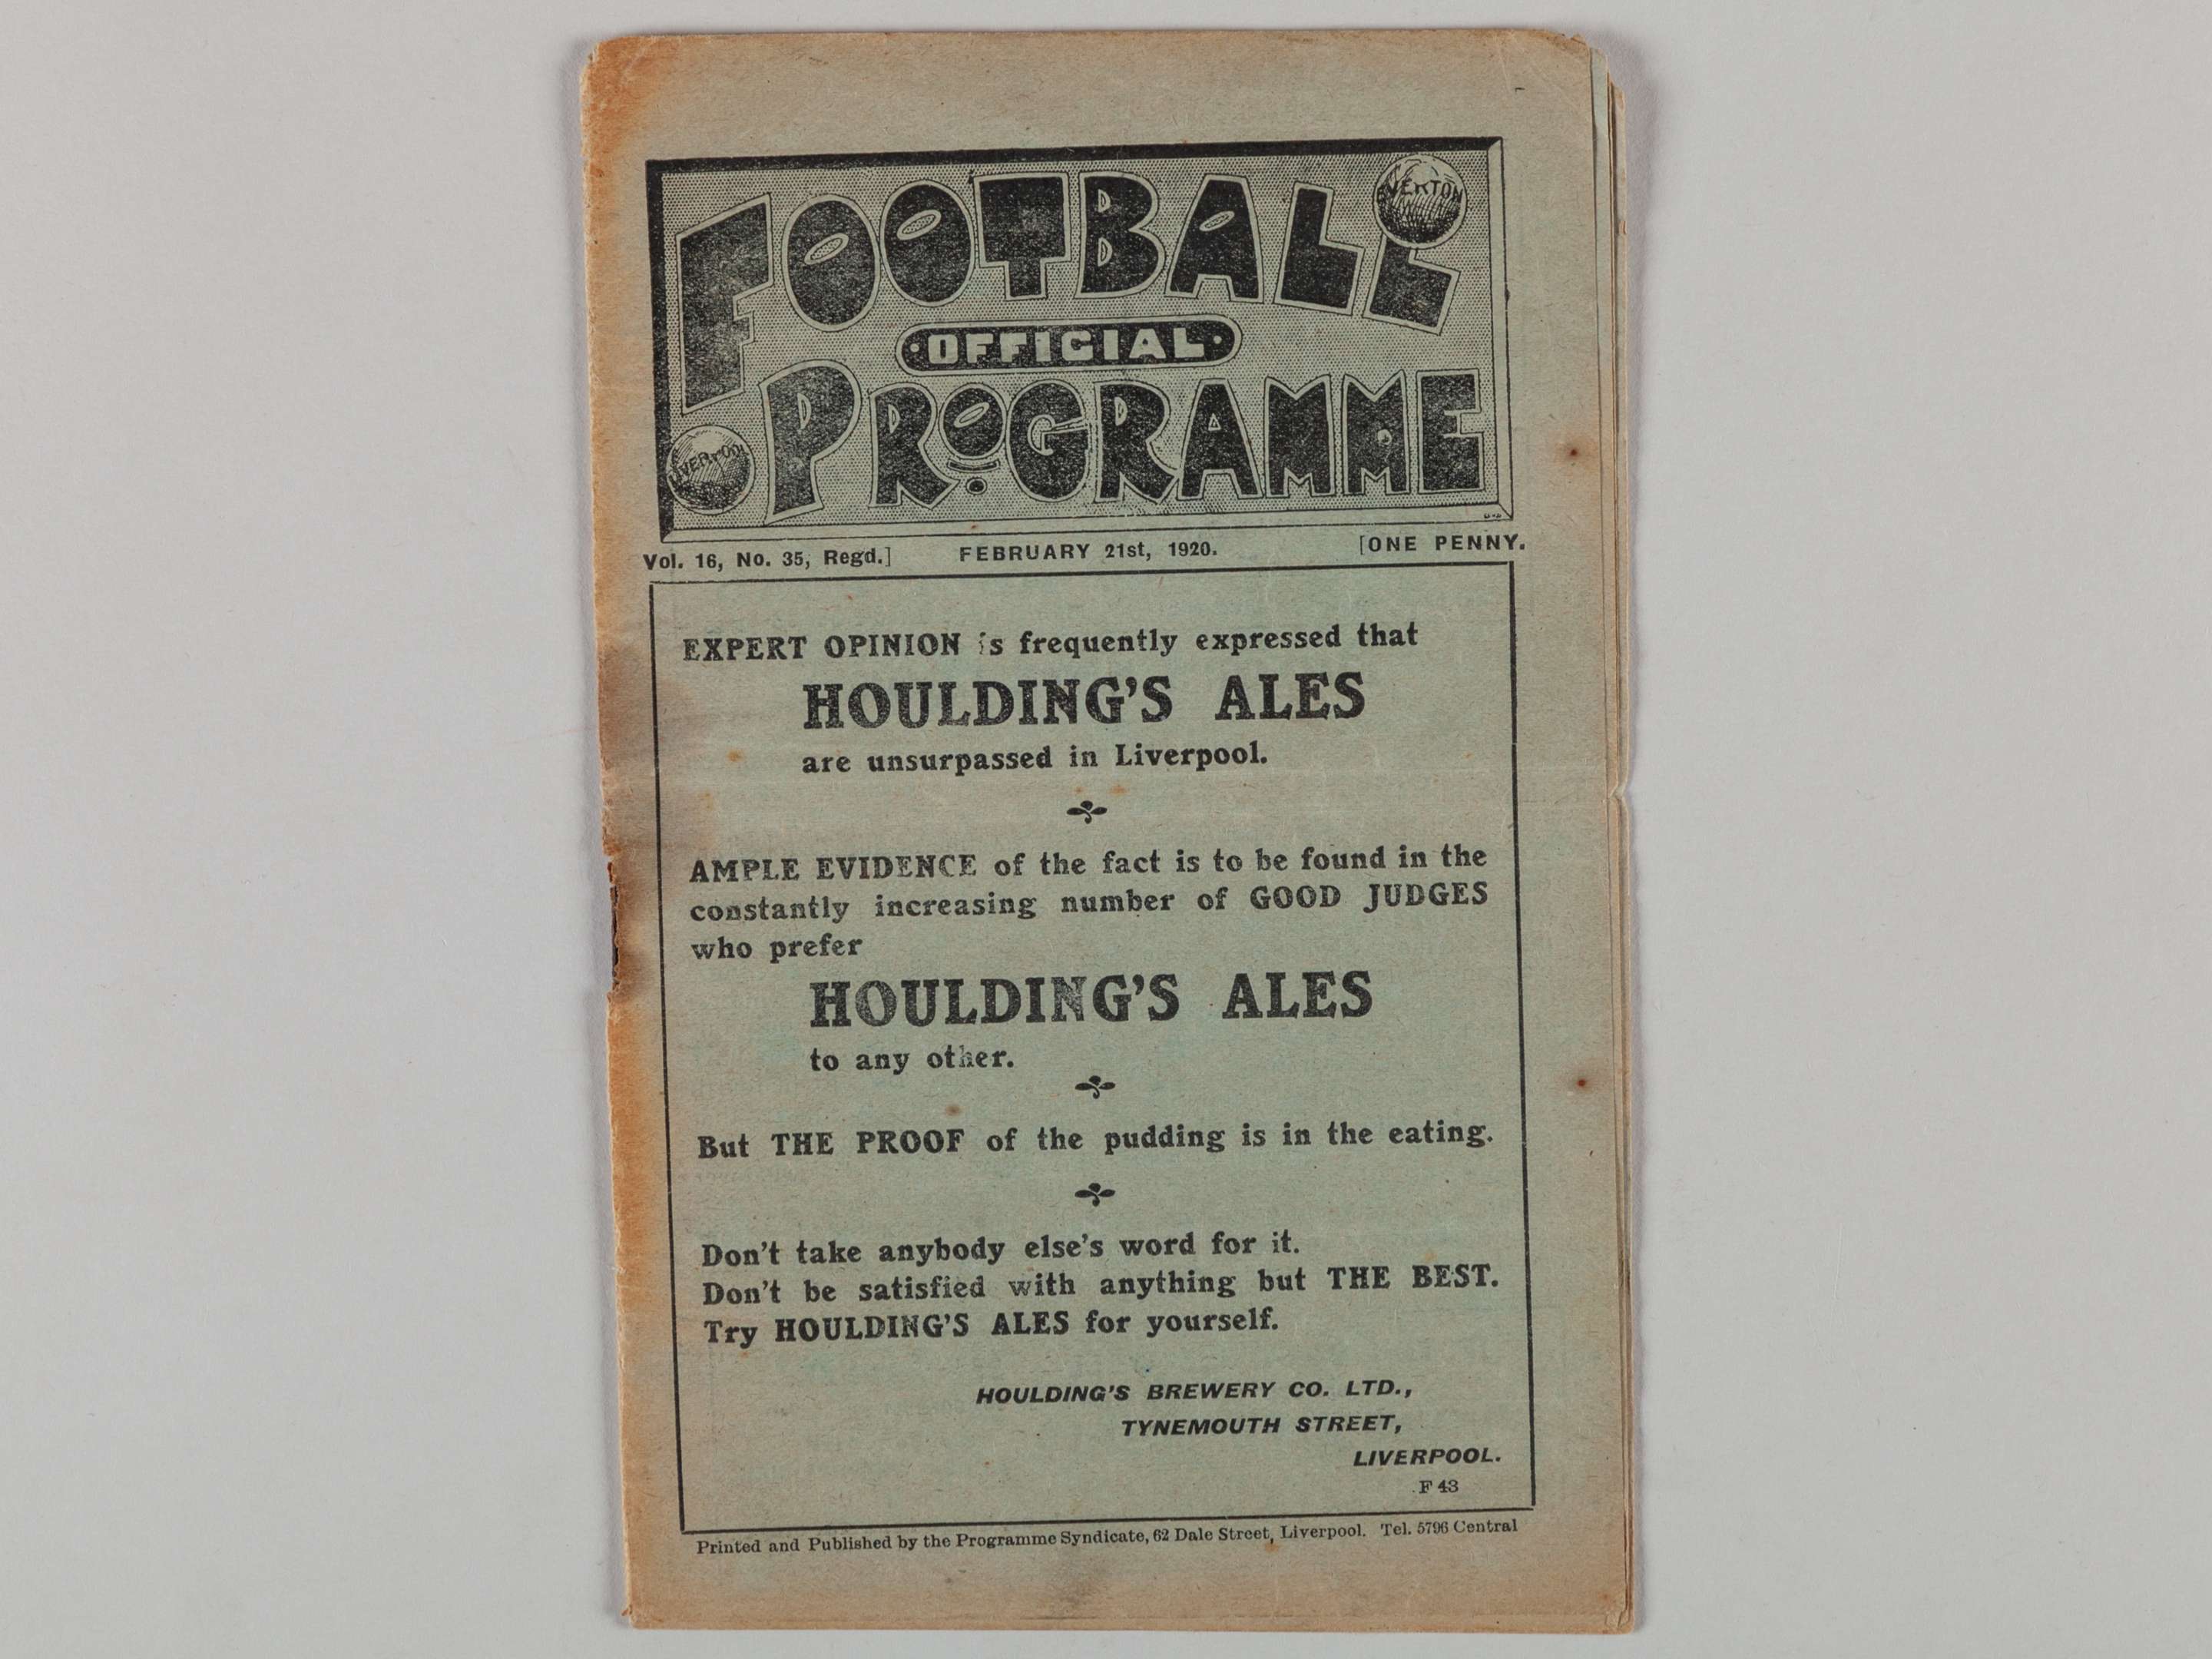 FOOTBALL
EVERTON
OFFICIAL
PROGRAMME
LIVERPOOL
Vol. 16, No. 35, Regd.] FEBRUARY 21st, 1920. [ONE PENNY.
EXPERT OPINION is frequently expressed that
HOULDING'S ALES
are unsurpassed in Liverpool.
AMPLE EVIDENCE of the fact is to be found in the
constantly increasing number of GOOD JUDGES
who prefer
HOULDING'S ALES
to any other.
But THE PROOF of the pudding is in the eating.
Don't take anybody else's word for it.
Don't be satisfied with anything but THE BEST.
Try HOULDING'S ALES for yourself.
HOULDING'S BREWERY CO. LTD.,
TYNEMOUTH STREET,
LIVERPOOL.
F 43
Printed and Published by the Programme Syndicate, 62 Dale Street, Liverpool. Tel. 5796 Central